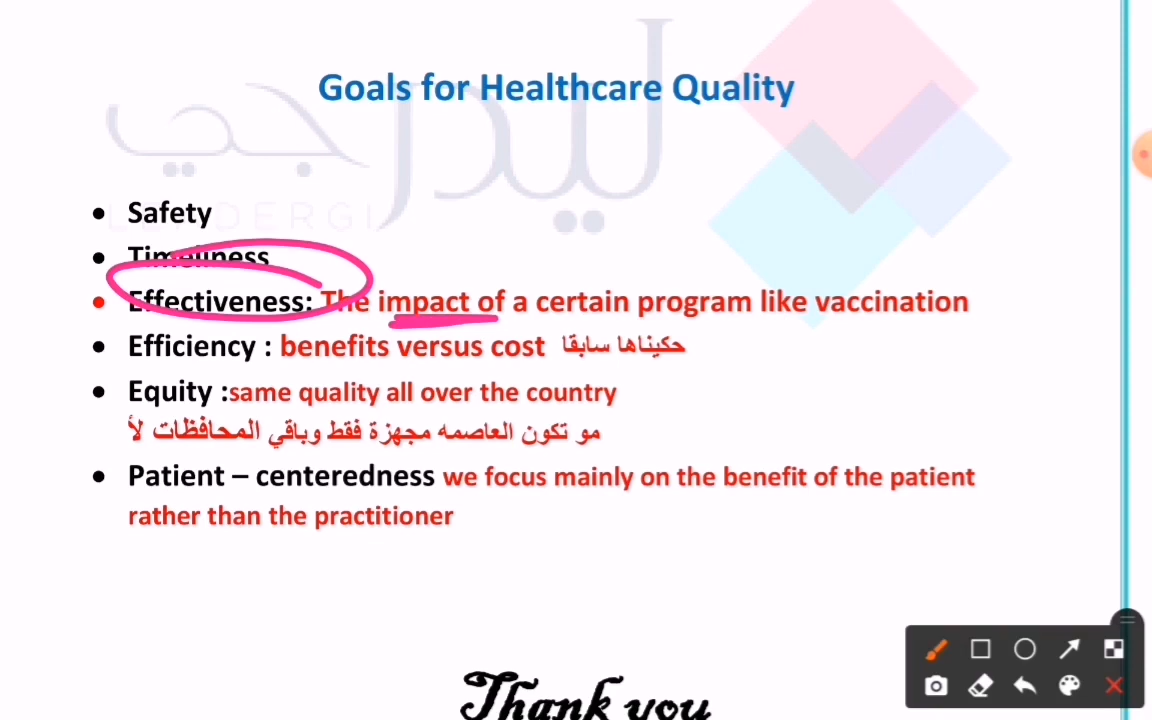 Goals for Healthcare Quality
ليدرجي
LEADERGI
• Safety
• Timeliness
• Effectiveness: The impact of a certain program like vaccination
• Efficiency : benefits versus cost حكيناها سابقا
• Equity :same quality all over the country
مو تكون العاصمه مجهزة فقط وباقي المحافظات لأ
• Patient – centeredness we focus mainly on the benefit of the patient
rather than the practitioner
Thank you